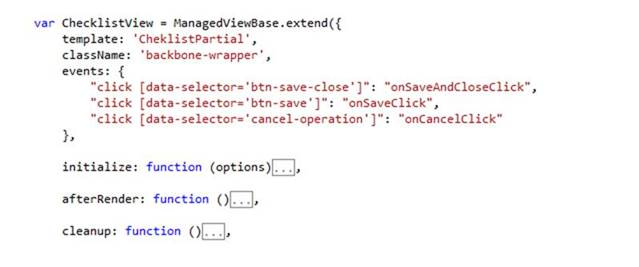 var ChecklistView = ManagedViewBase.extend({
template: 'CheklistPartial',
className: 'backbone-wrapper',
events: {
"click [data-selector='btn-save-close']": "onSaveAndCloseClick",
"click [data-selector='btn-save']": "onSaveClick",
"click [data-selector='cancel-operation']": "onCancelClick"
},
initialize: function (options)...,
afterRender: function ()...,
cleanup: function ()...,